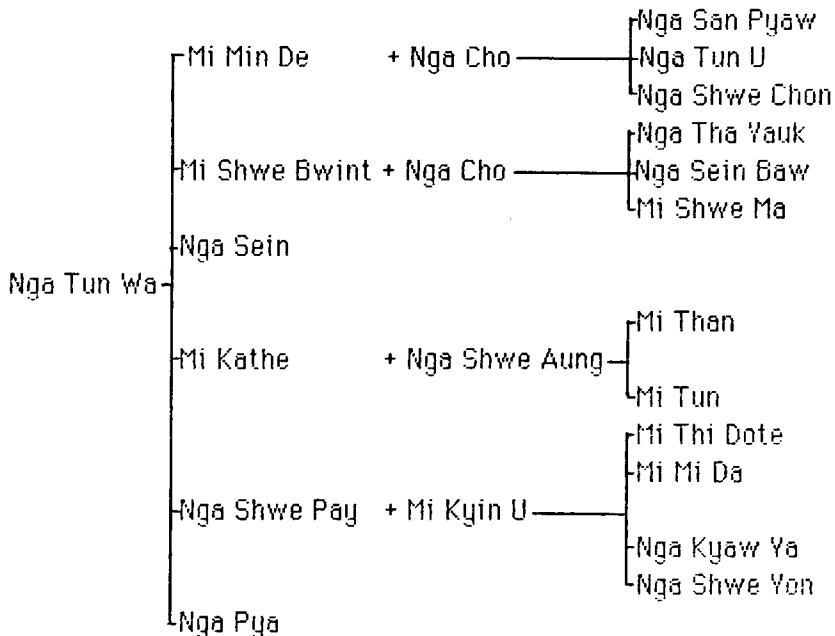 Nga San Pyaw
Mi Min De + Nga Cho Nga Tun U
Nga Shwe Chon
Nga Tha Yauk
Mi Shwe Bwint + Nga Cho Nga Sein Baw
Mi Shwe Ma
Nga Sein
Nga Tun Wa
Mi Than
Mi Kathe + Nga Shwe Aung
Mi Tun
Mi Thi Dote
Mi Mi Da
Nga Shwe Pay + Mi Kyin U
Nga Kyaw Ya
Nga Shwe Yon
Nga Pya